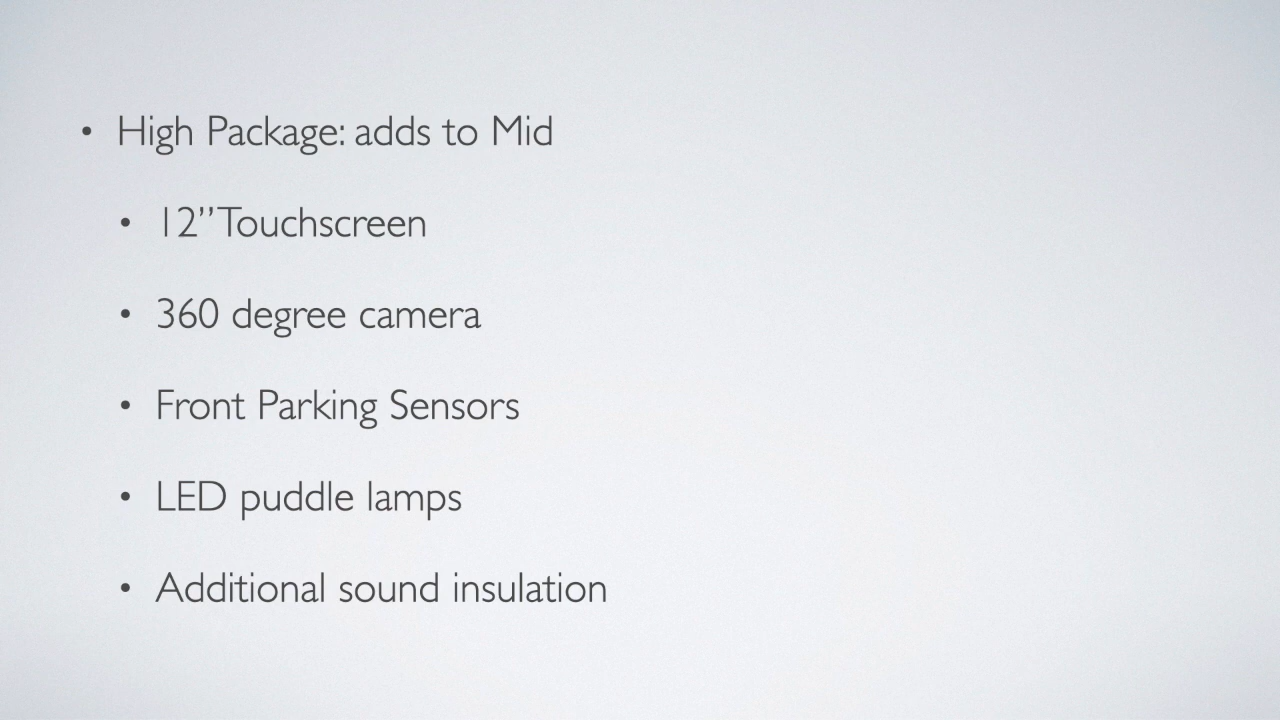 • High Package: adds to Mid
• 12” Touchscreen
• 360 degree camera
• Front Parking Sensors
• LED puddle lamps
• Additional sound insulation